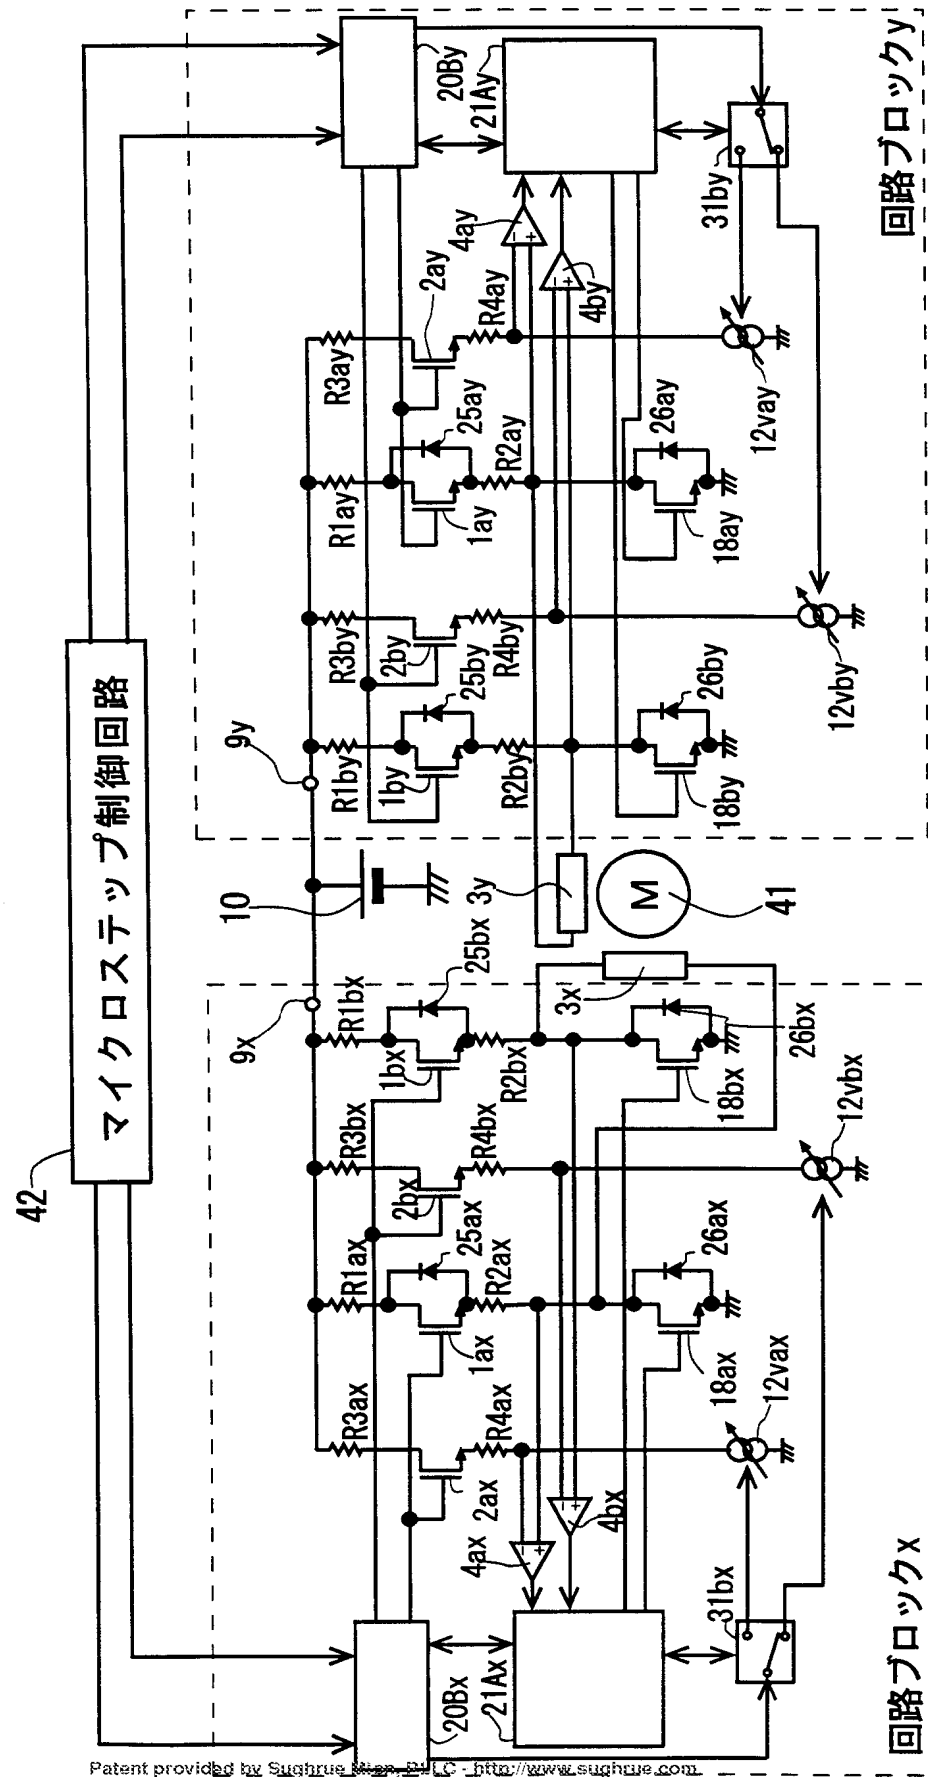 20By
21Ay
31by
回路ブロックy
4ay
2ay
R4ay
4by
R3ay
25ay
R2ay
26ay
12vay
R1ay
1ay
18ay
R3by
2by
R4by
25by
26by
12vby
9y
R1by
1by
R2by
18by
マイクロステップ制御回路
42
10
3y
M
41
9x
R1bx
25bx
3x
1bx
R2bx
18bx
26bx
R3bx
2bx
R4bx
12vbx
R1ax
25ax
R2ax
26ax
1ax
18ax
12vax
R3ax
R4ax
2ax
4ax
4bx
31bx
20Bx
21Ax
回路ブロックx
Patent provided by Sughrue Mion, PLLC - http://www.sughrue.com